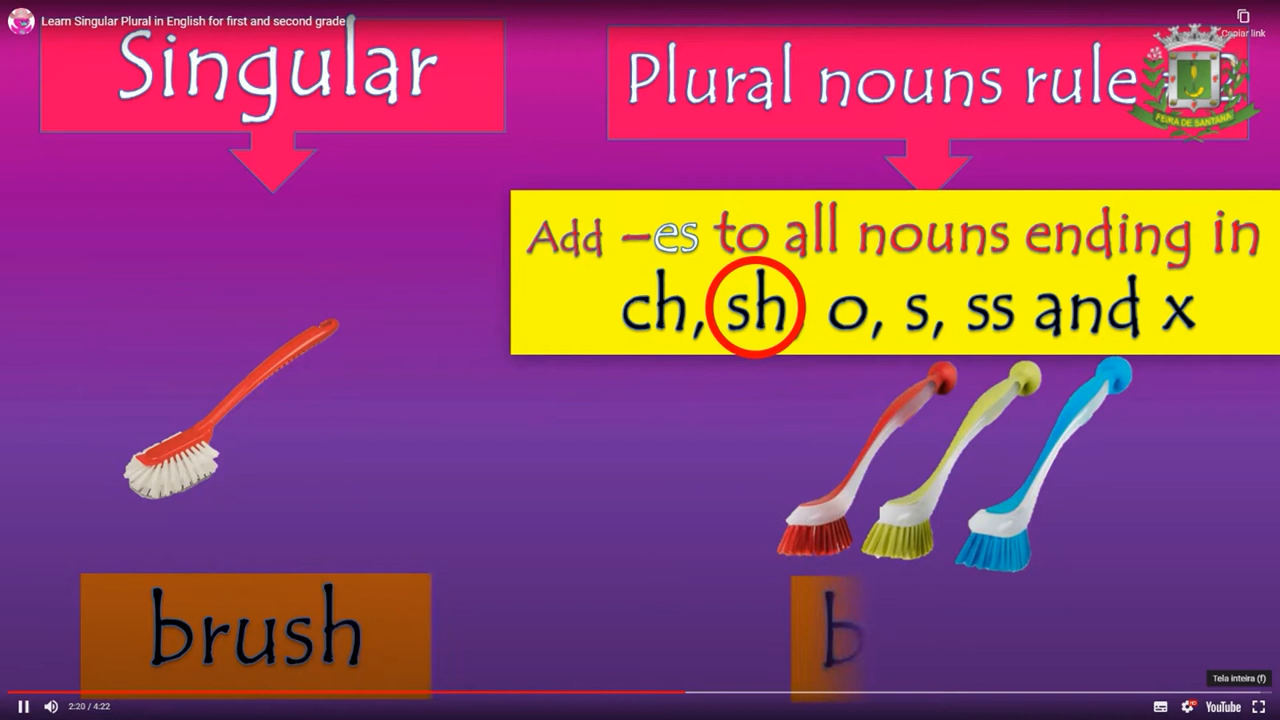 Learn Singular Plural in English for first and second grade
Copiar link
Singular
Plural nouns rule
FEIRA DE SANTANA
Add –es to all nouns ending in
ch, sh, o, s, ss and x
brush
b
Tela inteira (f)
2:20 / 4:22
HD
YouTube